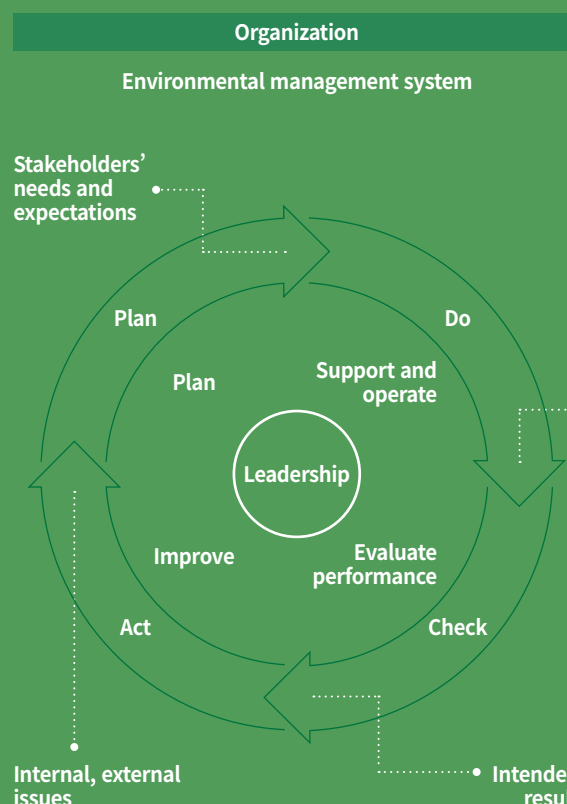 Organization
Environmental management system
Stakeholders’
needs and
expectations
Plan
Do
Plan
Support and
operate
Leadership
Improve
Evaluate
performance
Act
Check
Internal, external
issues